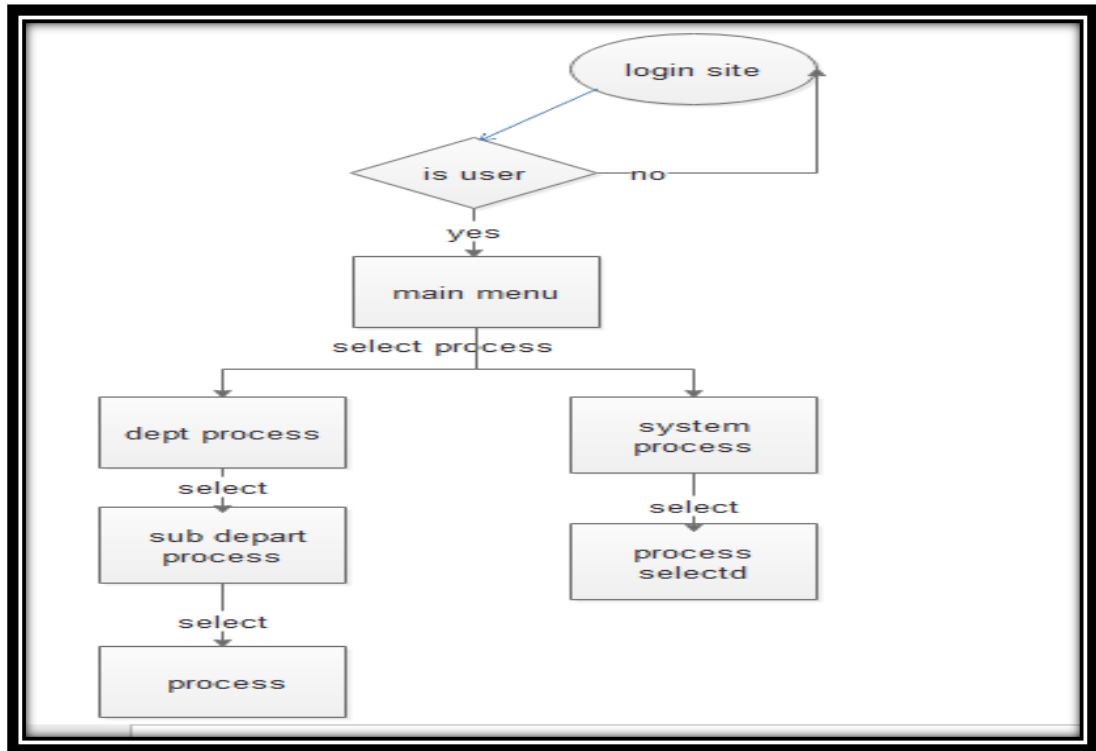 login site
is user
no
yes
main menu
select process
dept process
system
process
select
select
sub depart
process
process
selectd
select
process